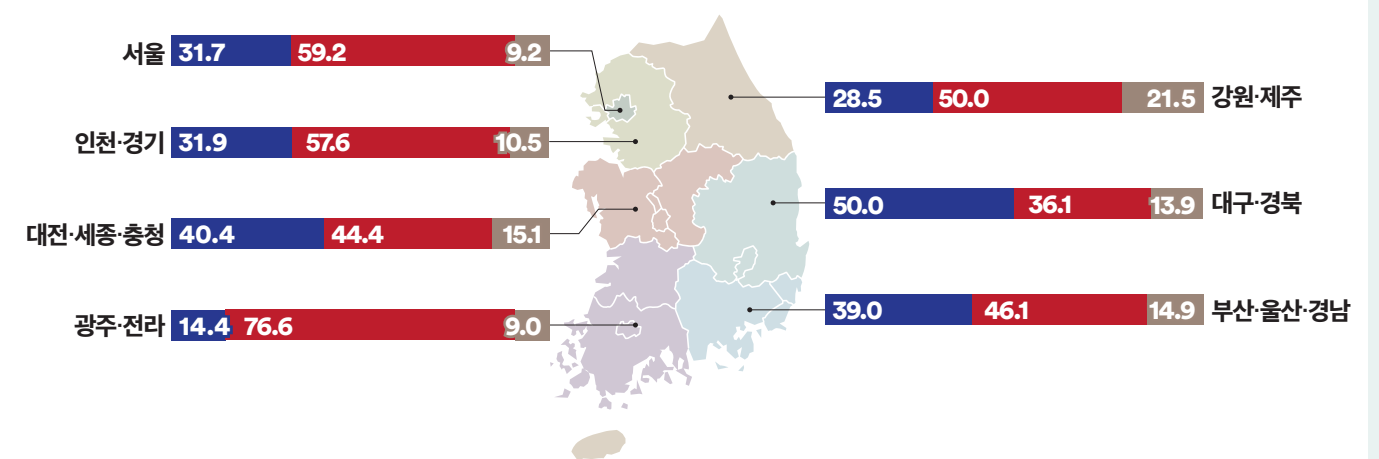 서울 31.7 59.2 9.2
인천·경기 31.9 57.6 10.5
대전·세종·충청 40.4 44.4 15.1
광주·전라 14.4 76.6 9.0
28.5 50.0 21.5 강원·제주
50.0 36.1 13.9 대구·경북
39.0 46.1 14.9 부산·울산·경남